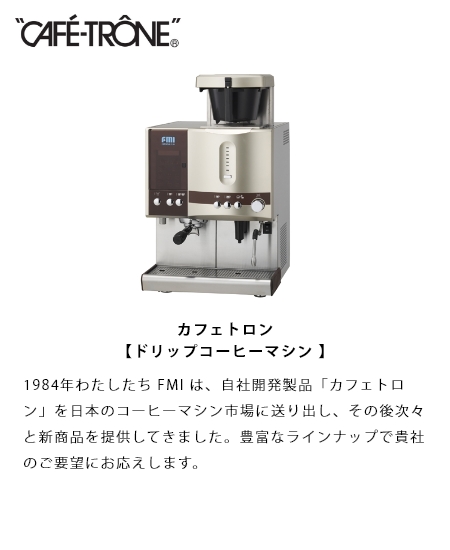 "CAFÉ-TRÔNE"®
FMI
カフェトロン
【ドリップコーヒーマシン 】
1984年わたしたち FMI は、自社開発製品「カフェトロ
ン」を日本のコーヒーマシン市場に送り出し、その後次々
と新商品を提供してきました。豊富なラインナップで貴社
のご要望にお応えします。